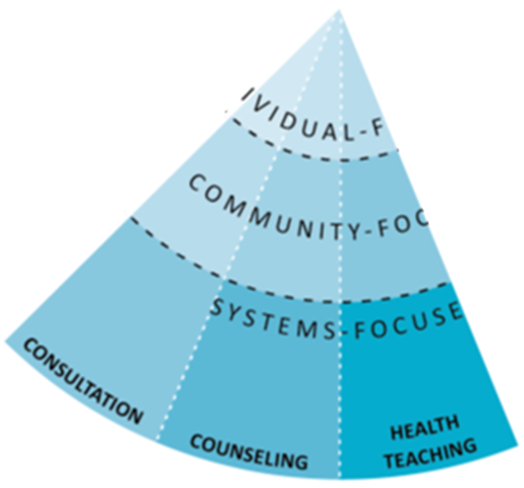 IVIDUAL-F
COMMUNITY-FOC
SYSTEMS-FOCUSE
CONSULTATION
COUNSELING
HEALTH
TEACHING